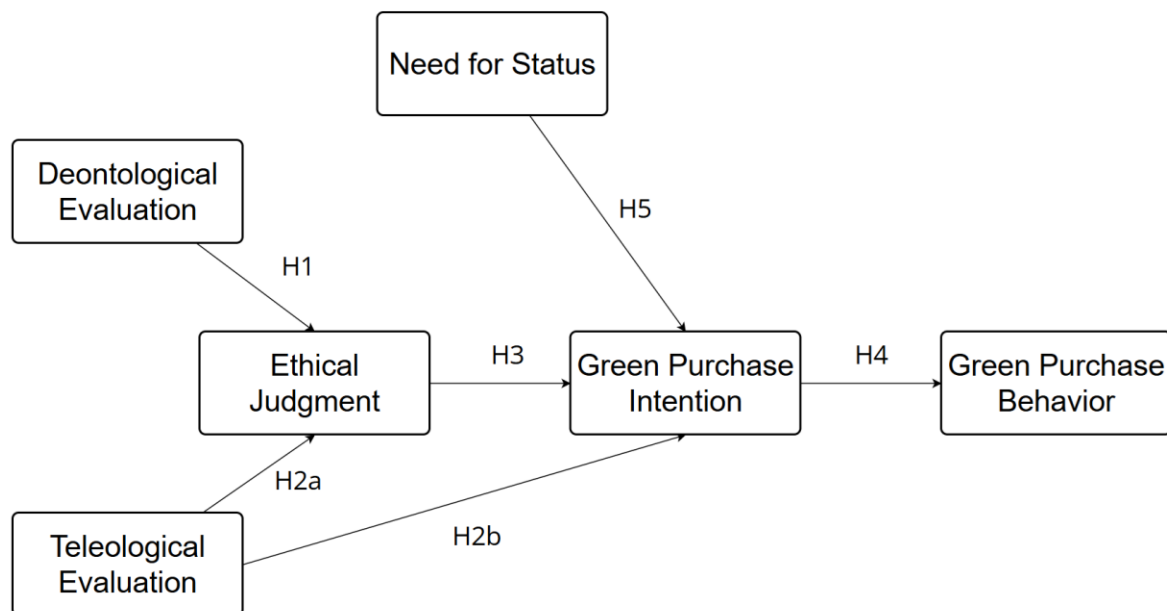 Need for Status
Deontological
Evaluation
H5
H1
Ethical
Judgment
H3
Green Purchase
Intention
H4
Green Purchase
Behavior
H2a
H2b
Teleological
Evaluation